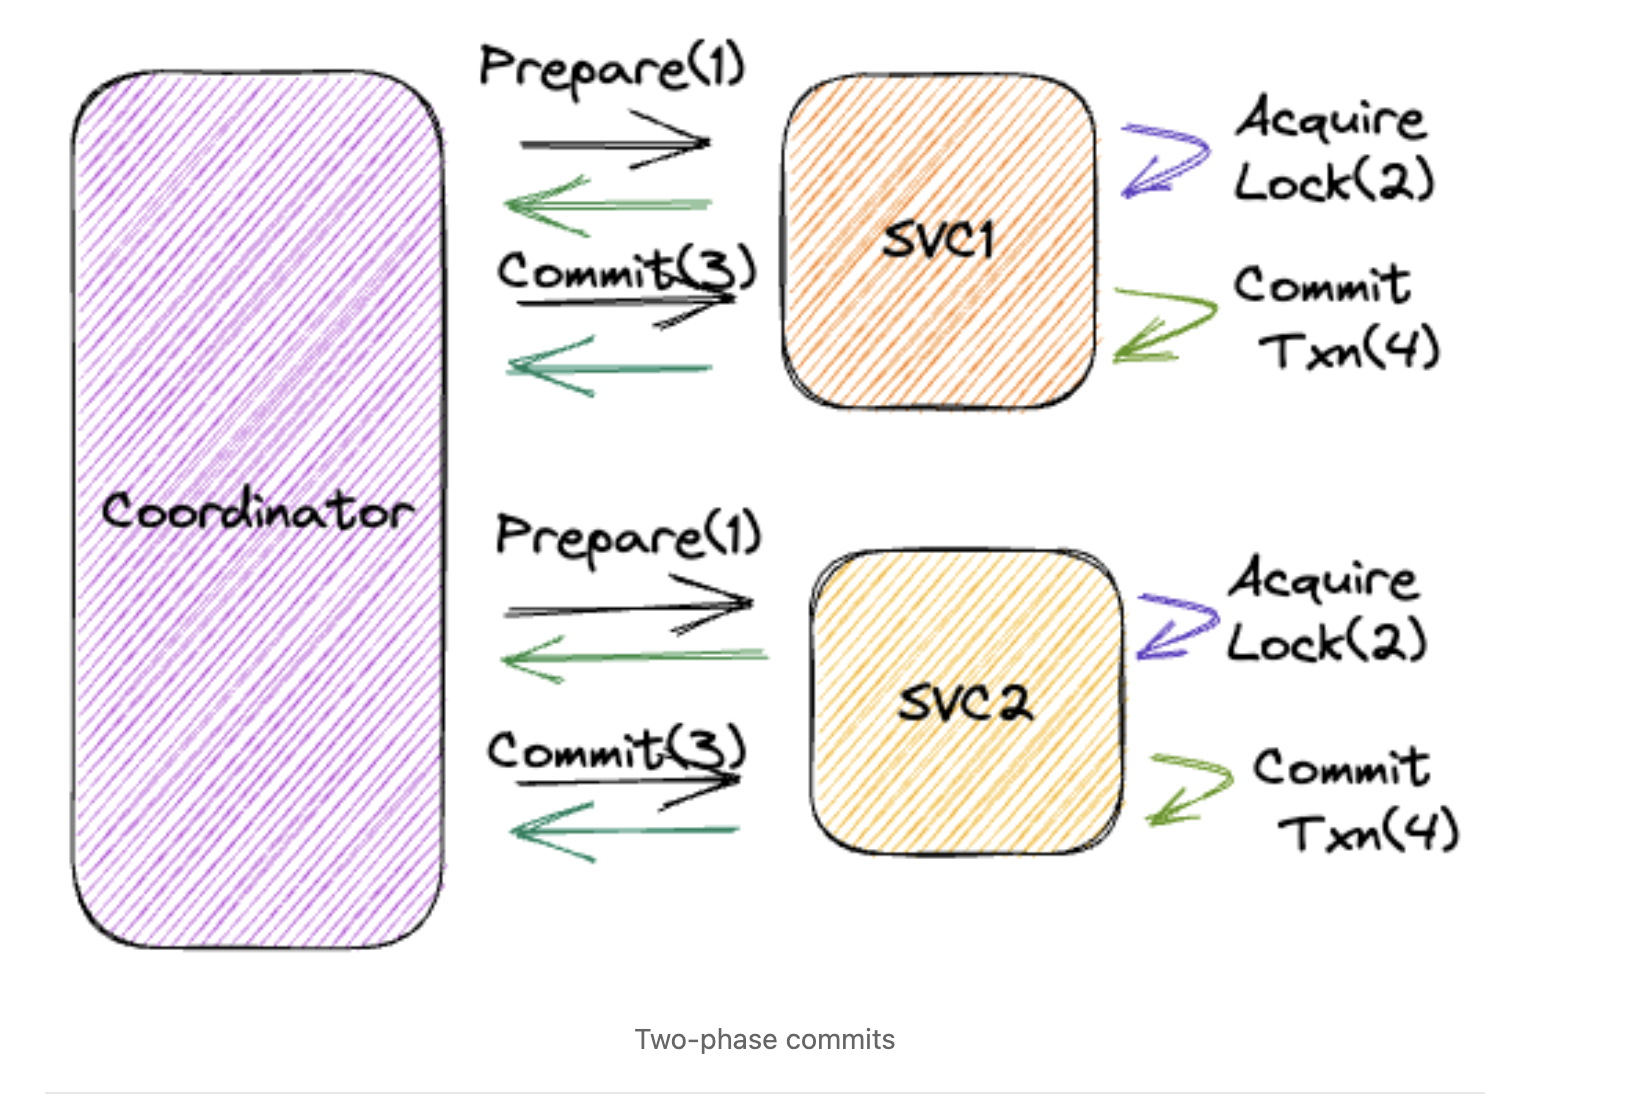 Prepare(1)
Acquire
Lock(2)
SVC1
Commit(3)
Commit
Txn(4)
Coordinator
Prepare(1)
Acquire
Lock(2)
SVC2
Commit(3)
Commit
Txn(4)
Two-phase commits